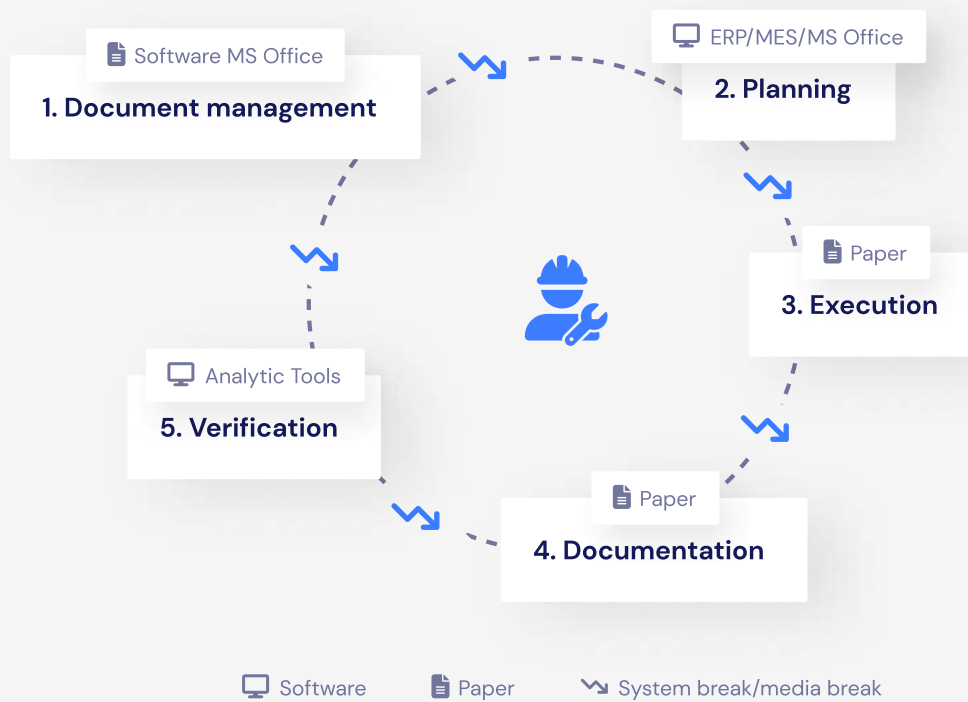 Software MS Office
1. Document management
ERP/MES/MS Office
2. Planning
Paper
3. Execution
Paper
4. Documentation
Analytic Tools
5. Verification
Software
Paper
System break/media break